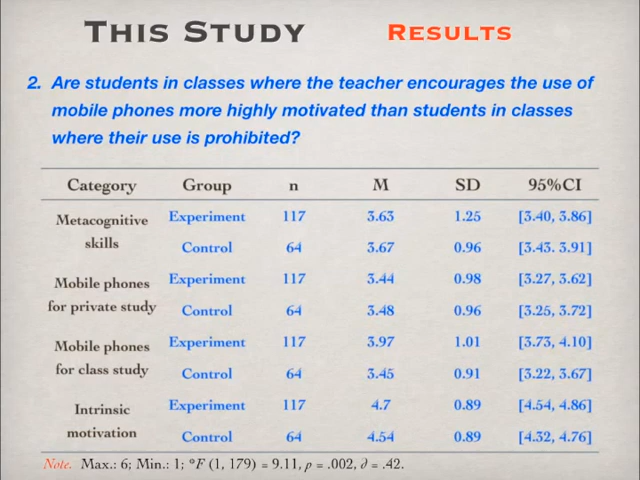 THIS STUDY RESULTS
2. Are students in classes where the teacher encourages the use of
mobile phones more highly motivated than students in classes
where their use is prohibited?
Category Group n M SD 95%CI
Metacognitive skills Experiment 117 3.63 1.25 [3.40, 3.86]
Control 64 3.67 0.96 [3.43. 3.91]
Mobile phones for private study Experiment 117 3.44 0.98 [3.27, 3.62]
Control 64 3.48 0.96 [3.25, 3.72]
Mobile phones for class study Experiment 117 3.97 1.01 [3.73, 4.10]
Control 64 3.45 0.91 [3.22, 3.67]
Intrinsic motivation Experiment 117 4.7 0.89 [4.54, 4.86]
Control 64 4.54 0.89 [4.32, 4.76]
Note. Max.: 6; Min.: 1; *F (1, 179) = 9.11, p = .002, ∂ = .42.